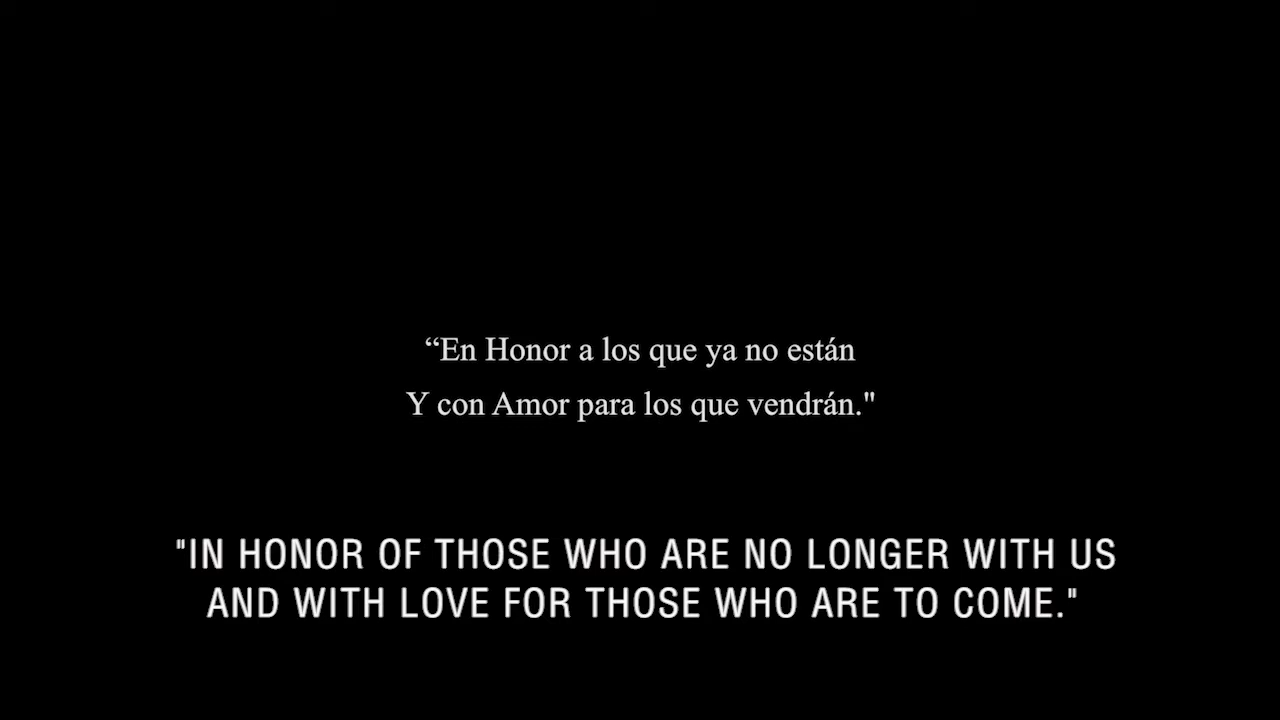 “En Honor a los que ya no están
Y con Amor para los que vendrán."
"IN HONOR OF THOSE WHO ARE NO LONGER WITH US
AND WITH LOVE FOR THOSE WHO ARE TO COME."